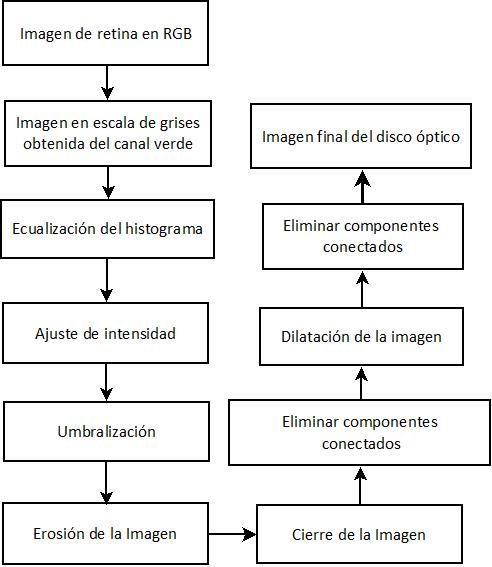 Imagen de retina en RGB
Imagen en escala de grises
obtenida del canal verde
Ecualización del histograma
Ajuste de intensidad
Umbralización
Erosión de la Imagen
Cierre de la Imagen
Eliminar componentes
conectados
Dilatación de la imagen
Eliminar componentes
conectados
Imagen final del disco óptico